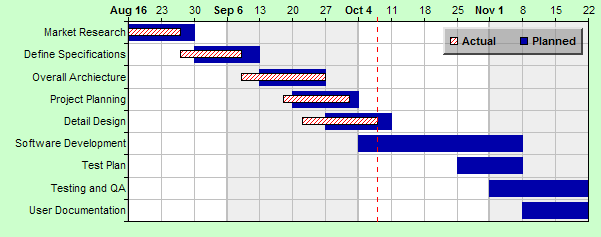 Aug 16 23 30 Sep 6 13 20 27 Oct 4 11 18 25 Nov 1 8 15 22
Actual Planned
Market Research
Define Specifications
Overall Archiecture
Project Planning
Detail Design
Software Development
Test Plan
Testing and QA
User Documentation